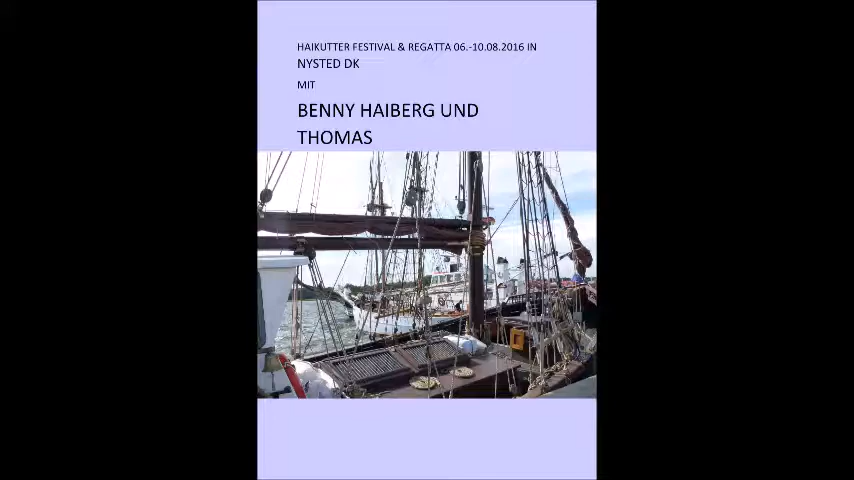 HAIKUTTER FESTIVAL & REGATTA 06.-10.08.2016 IN
NYSTED DK
MIT
BENNY HAIBERG UND
THOMAS